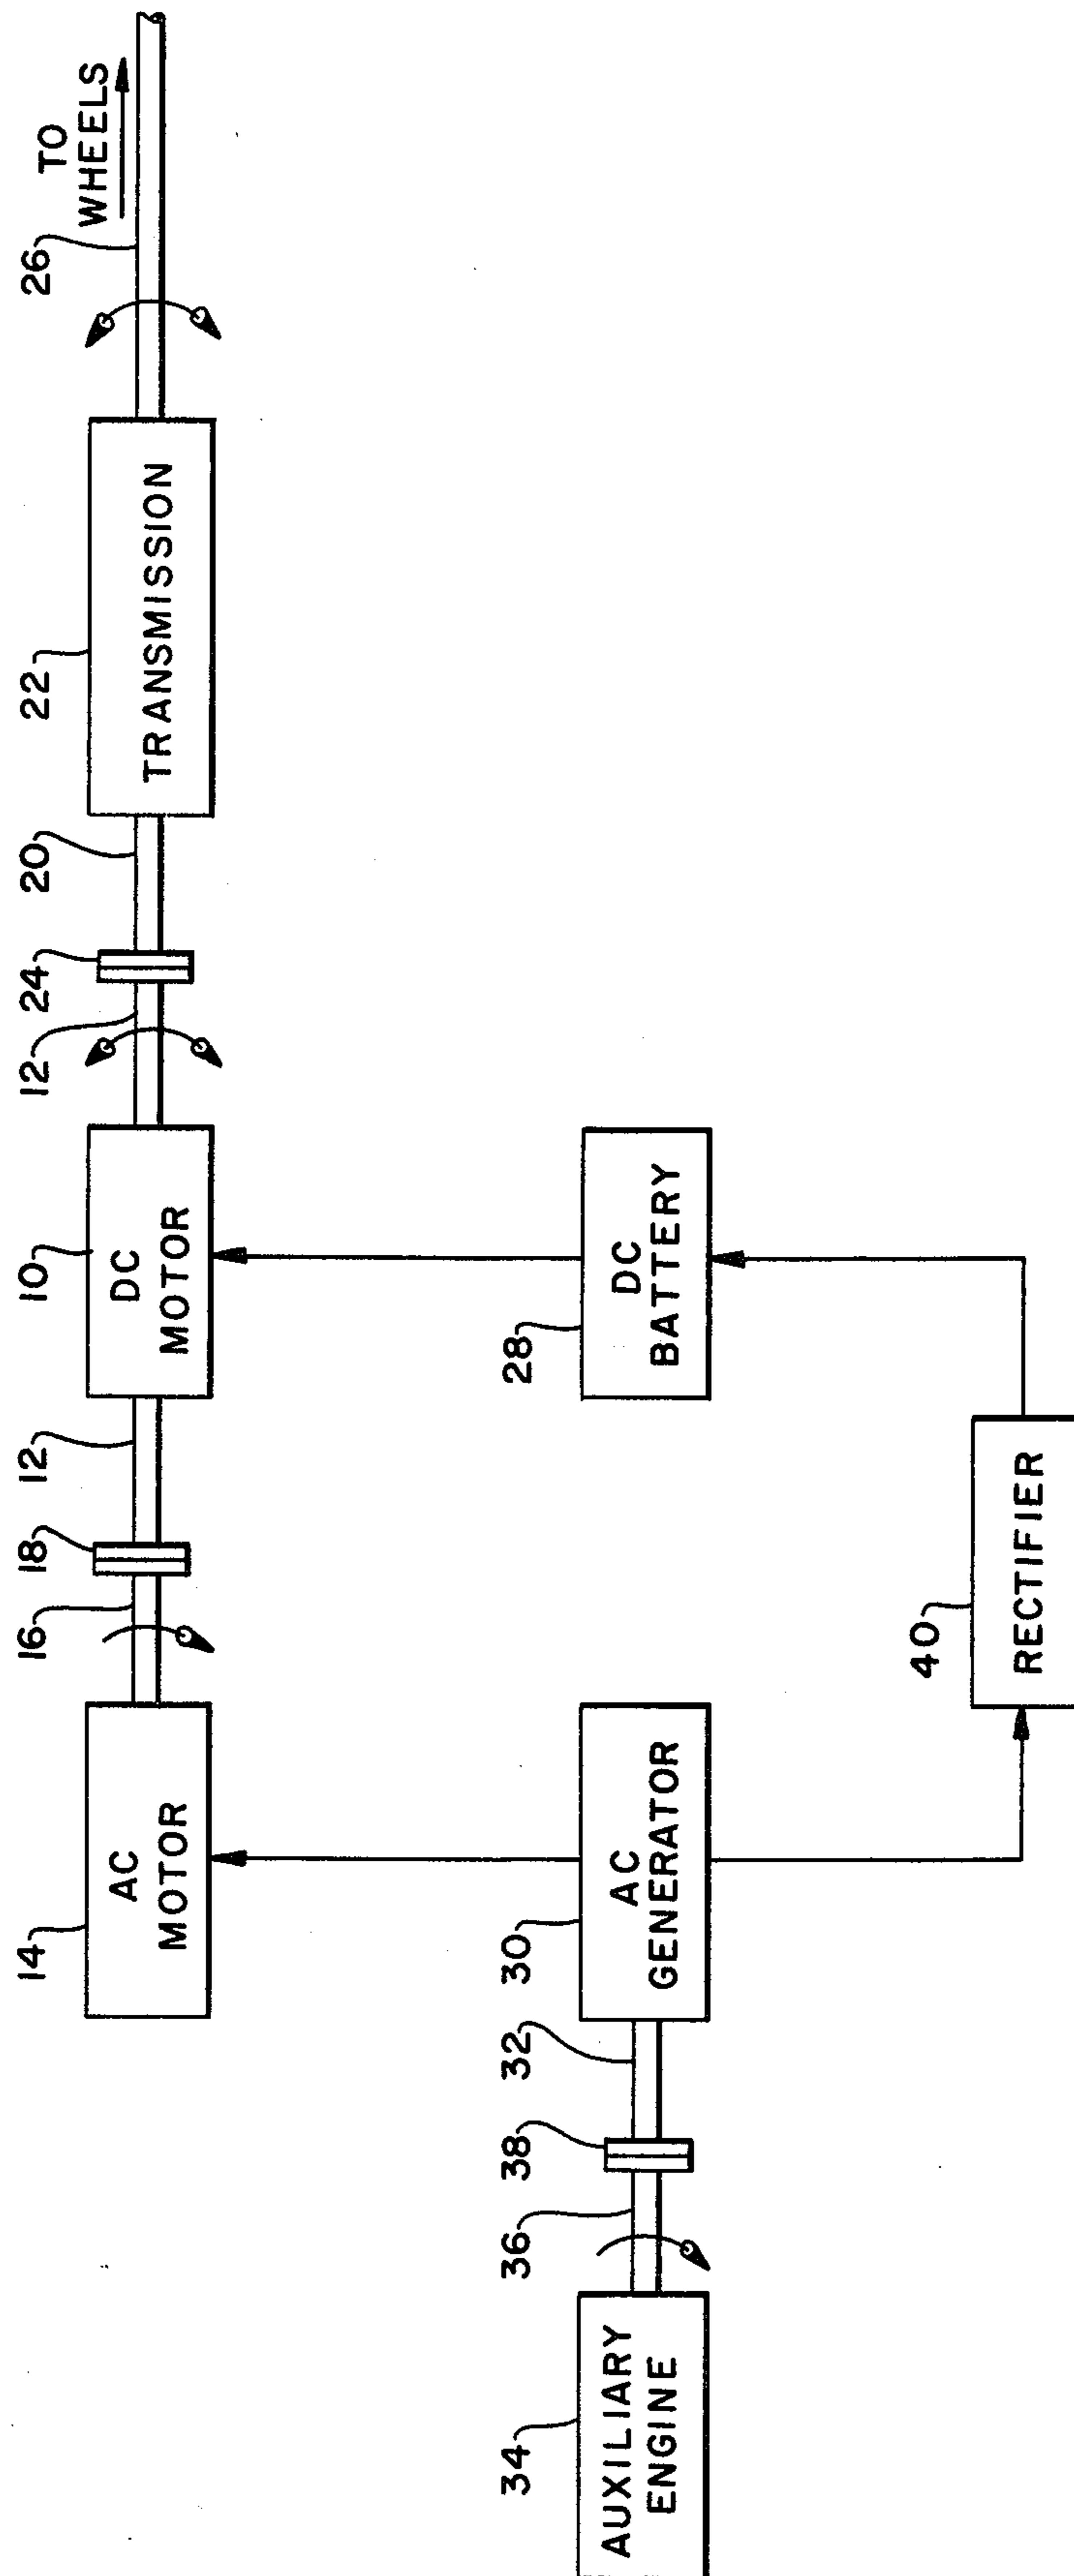 14
AC
MOTOR
16
18
12
10
DC
MOTOR
12
24
20
22
TRANSMISSION
26
TO
WHEELS
34
AUXILIARY
ENGINE
36
38
32
30
AC
GENERATOR
28
DC
BATTERY
40
RECTIFIER